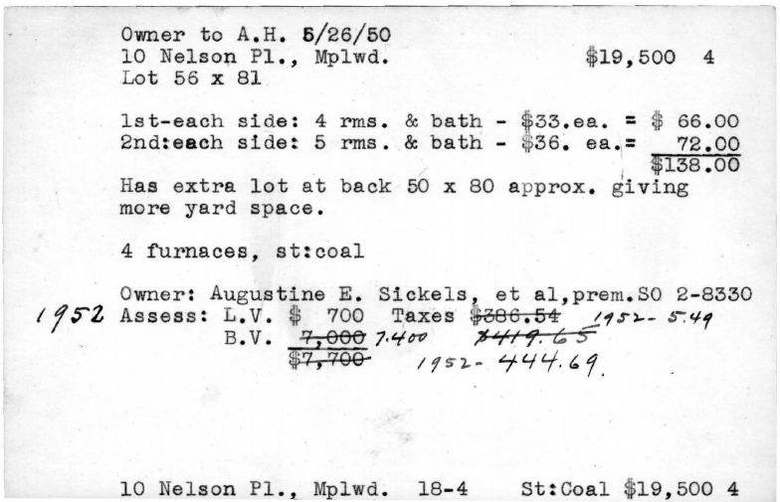 Owner to A.H. 5/26/50
10 Nelson Pl., Mplwd. $19,500 4
Lot 56 x 81
1st-each side: 4 rms. & bath - $33.ea. = $ 66.00
2nd:each side: 5 rms. & bath - $36. ea.= 72.00
$138.00
Has extra lot at back 50 x 80 approx. giving
more yard space.
4 furnaces, st:coal
Owner: Augustine E. Sickels, et al,prem.SO 2-8330
1952 Assess: L.V. $ 700 Taxes $386.54 1952- 5.49
B.V. 7,000 7.400 $419.65
$7,700 1952- 444.69.
10 Nelson Pl., Mplwd. 18-4 St:Coal $19,500 4